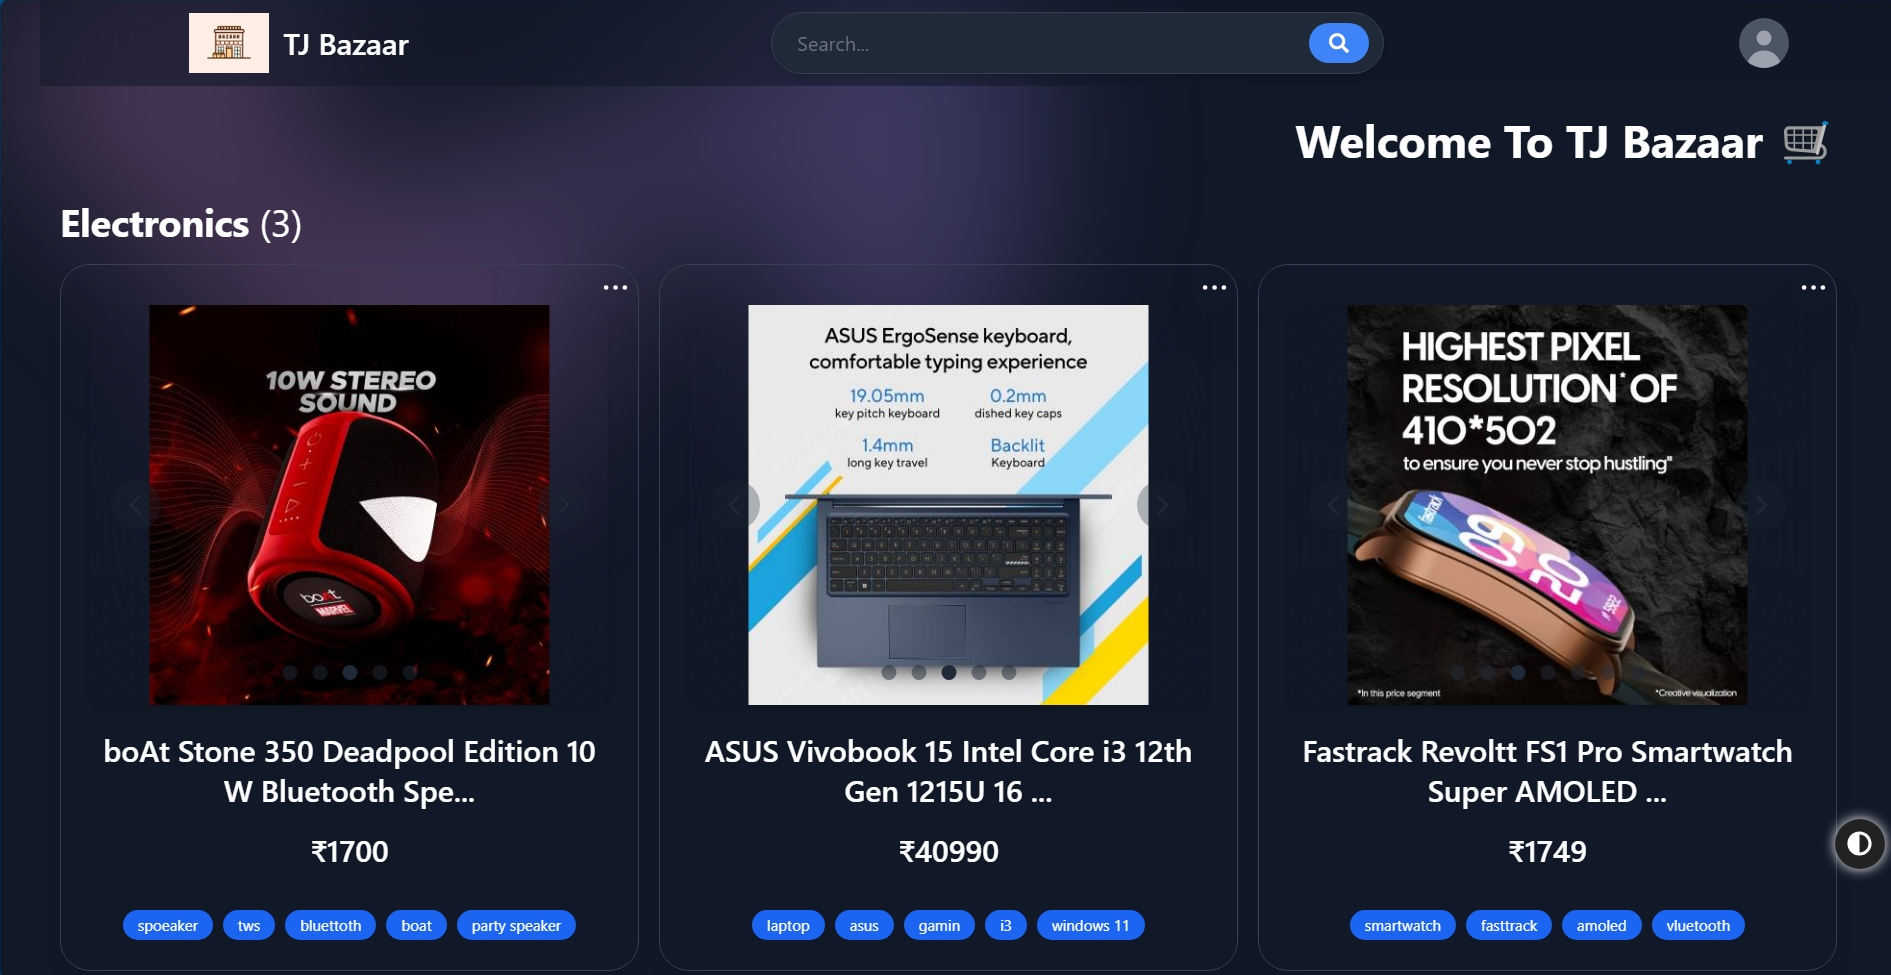 BAZAAR
TJ Bazaar
Search...
Welcome To TJ Bazaar
Electronics (3)
10W STEREO
SOUND
boAt
MARVEL
boAt Stone 350 Deadpool Edition 10
W Bluetooth Spe...
₹1700
spoeaker
tws
bluettoth
boat
party speaker
ASUS ErgoSense keyboard,
comfortable typing experience
19.05mm
key pitch keyboard
0.2mm
dished key caps
1.4mm
long key travel
Backlit
Keyboard
ASUS Vivobook 15 Intel Core i3 12th
Gen 1215U 16 ...
₹40990
laptop
asus
gamin
i3
windows 11
HIGHEST PIXEL
RESOLUTION* OF
410*502
to ensure you never stop hustling"
fastrack
*In this price segment
*Creative visualization
Fastrack Revoltt FS1 Pro Smartwatch
Super AMOLED ...
₹1749
smartwatch
fasttrack
amoled
vluetooth